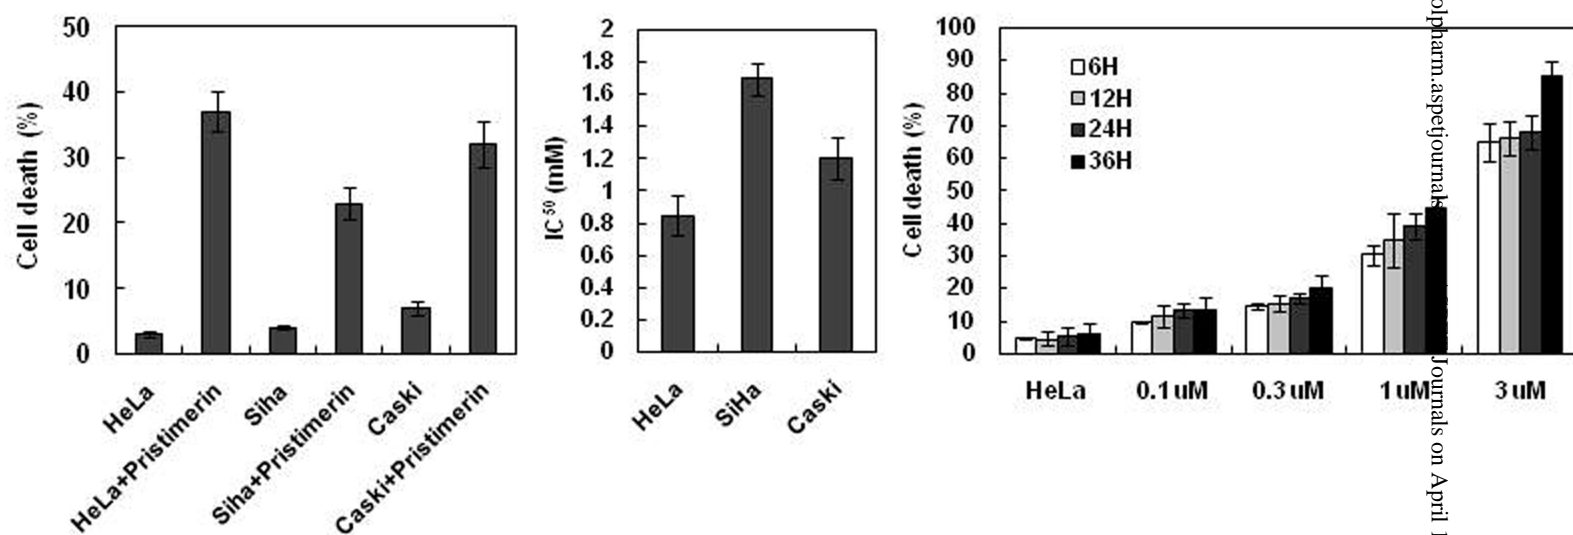 Cell death (%)
50
40
30
20
10
0
HeLa
HeLa+Pristimerin
Siha
Siha+Pristimerin
Caski
Caski+Pristimerin
IC 50 (mM)
2
1.8
1.6
1.4
1.2
1
0.8
0.6
0.4
0.2
0
HeLa
SiHa
Caski
Cell death (%)
100
90
80
70
60
50
40
30
20
10
0
6H
12H
24H
36H
HeLa
0.1 uM
0.3 uM
1 uM
3 uM
olpharm.aspetjournals
Journals on April 1